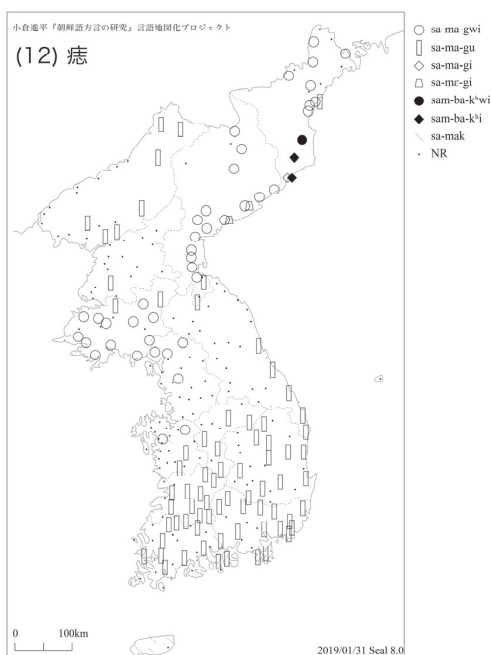 小倉進平『朝鮮語方言の研究』言語地図化プロジェクト
(12) 痣
sa-ma-gwi
sa-ma-gu
sa-ma-gi
sa-mɛ-gi
sam-ba-kʰwi
sam-ba-kʰi
sa-mak
NR
0 100km
2019/01/31 Seal 8.0